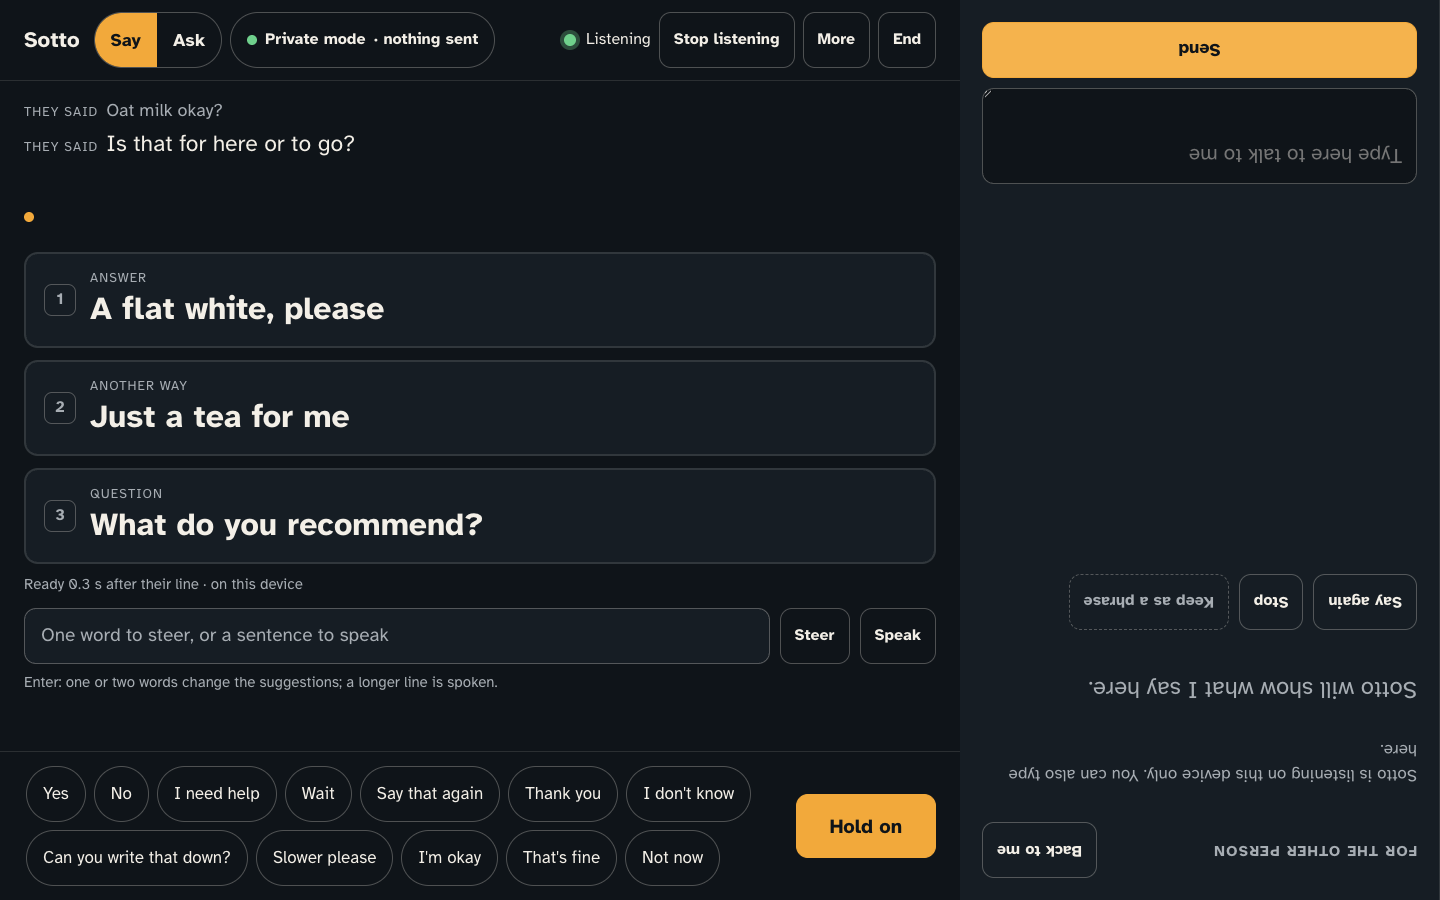 Sotto
Say
Ask
Private mode · nothing sent
Listening
Stop listening
More
End
THEY SAID Oat milk okay?
THEY SAID Is that for here or to go?
1
ANSWER
A flat white, please
2
ANOTHER WAY
Just a tea for me
3
QUESTION
What do you recommend?
Ready 0.3 s after their line · on this device
One word to steer, or a sentence to speak
Steer
Speak
Enter: one or two words change the suggestions; a longer line is spoken.
Yes
No
I need help
Wait
Say that again
Thank you
I don't know
Can you write that down?
Slower please
I'm okay
That's fine
Not now
Hold on
FOR THE OTHER PERSON
Back to me
Sotto is listening on this device only. You can also type
here.
Sotto will show what I say here.
Say again
Stop
Keep as a phrase
Type here to talk to me
Send